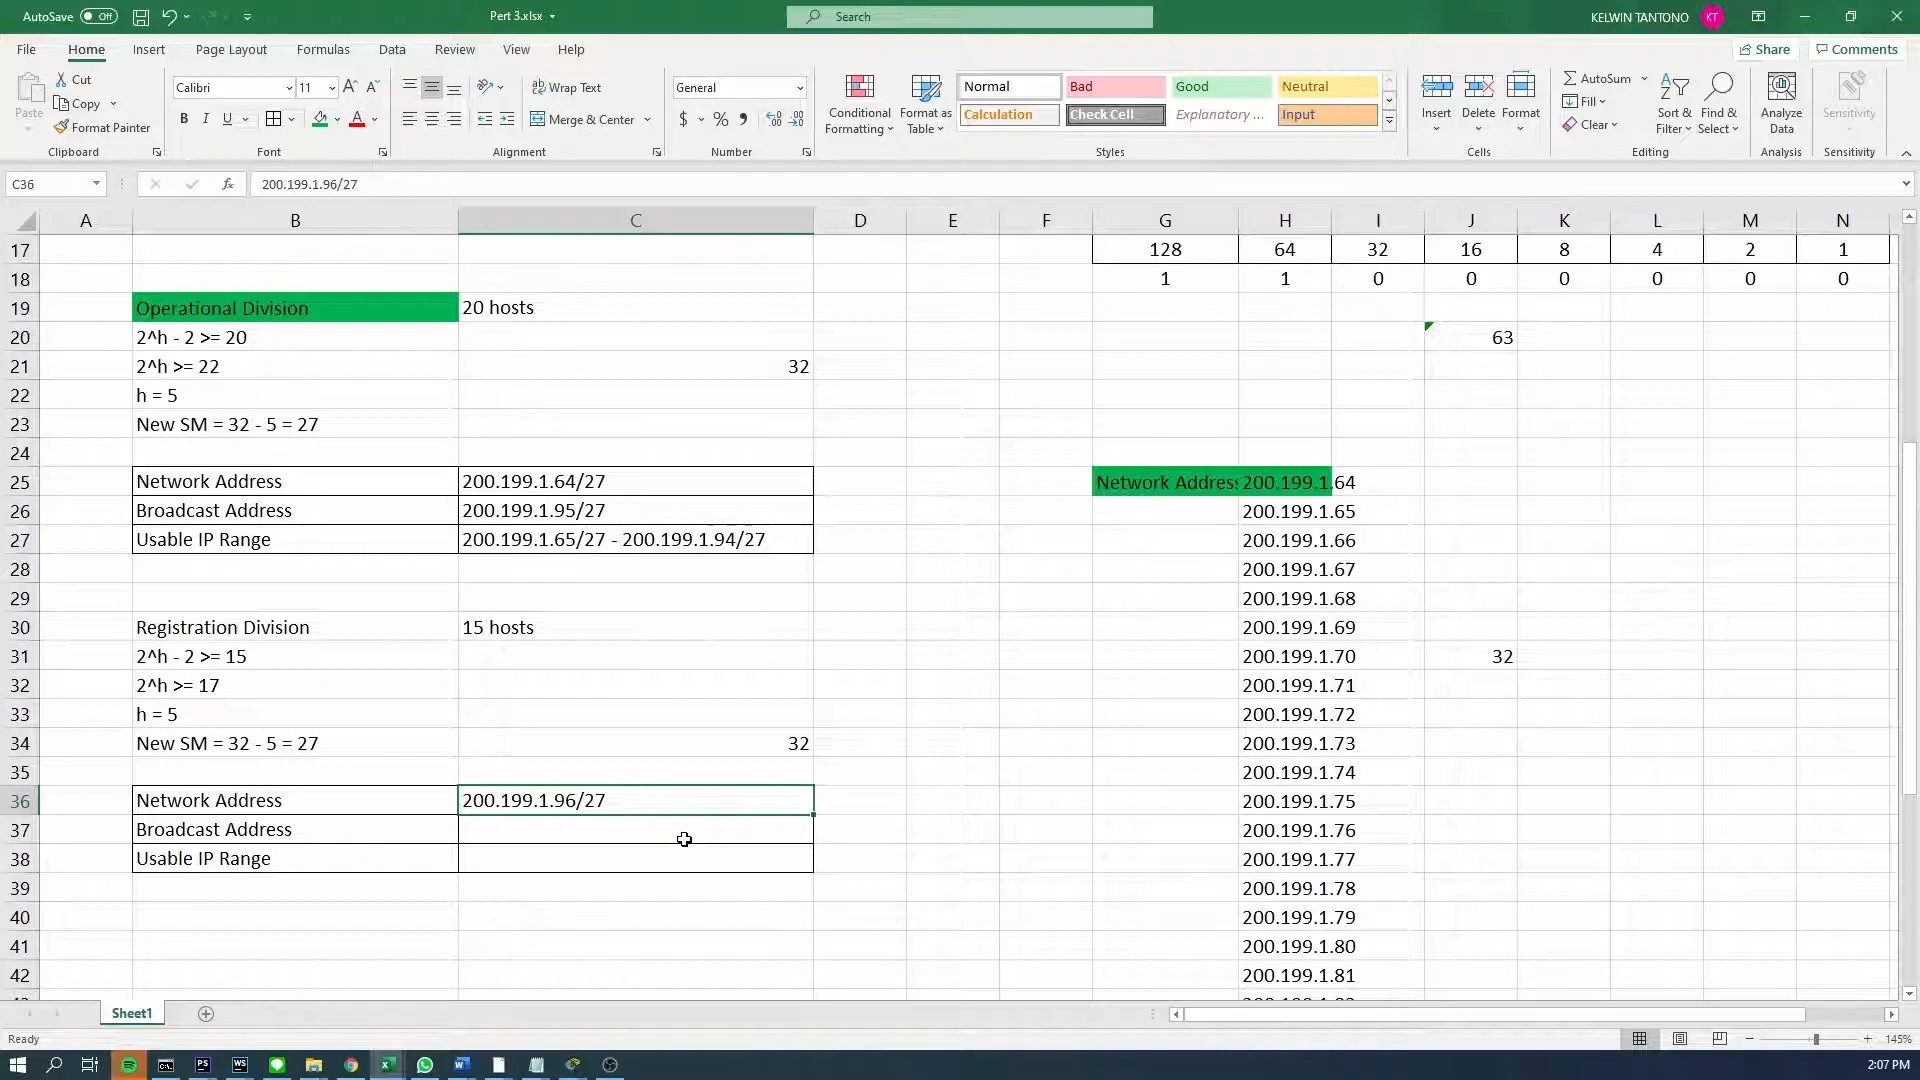 AutoSave Off
Pert 3.xlsx
Search
KELWIN TANTONO KT
File Home Insert Page Layout Formulas Data Review View Help
Share Comments
Paste
Cut
Copy
Format Painter
Clipboard
Calibri 11
B I U
Font
Wrap Text
Merge & Center
Alignment
General
$ % ,
Number
Conditional Formatting
Format as Table
Normal Bad Good Neutral
Calculation Check Cell Explanatory ... Input
Styles
Insert Delete Format
Cells
AutoSum
Fill
Clear
Sort & Filter
Find & Select
Editing
Analyze Data
Analysis
Sensitivity
Sensitivity
C36 fx 200.199.1.96/27
A B C D E F G H I J K L M N
17 128 64 32 16 8 4 2 1
18 1 1 0 0 0 0 0 0
19 Operational Division 20 hosts
20 2^h - 2 >= 20 63
21 2^h >= 22 32
22 h = 5
23 New SM = 32 - 5 = 27
24
25 Network Address 200.199.1.64/27 Network Address 200.199.1.64
26 Broadcast Address 200.199.1.95/27 200.199.1.65
27 Usable IP Range 200.199.1.65/27 - 200.199.1.94/27 200.199.1.66
28 200.199.1.67
29 200.199.1.68
30 Registration Division 15 hosts 200.199.1.69
31 2^h - 2 >= 15 200.199.1.70 32
32 2^h >= 17 200.199.1.71
33 h = 5 200.199.1.72
34 New SM = 32 - 5 = 27 32 200.199.1.73
35 200.199.1.74
36 Network Address 200.199.1.96/27 200.199.1.75
37 Broadcast Address 200.199.1.76
38 Usable IP Range 200.199.1.77
39 200.199.1.78
40 200.199.1.79
41 200.199.1.80
42 200.199.1.81
Sheet1
Ready
145%
PS WS
2:07 PM